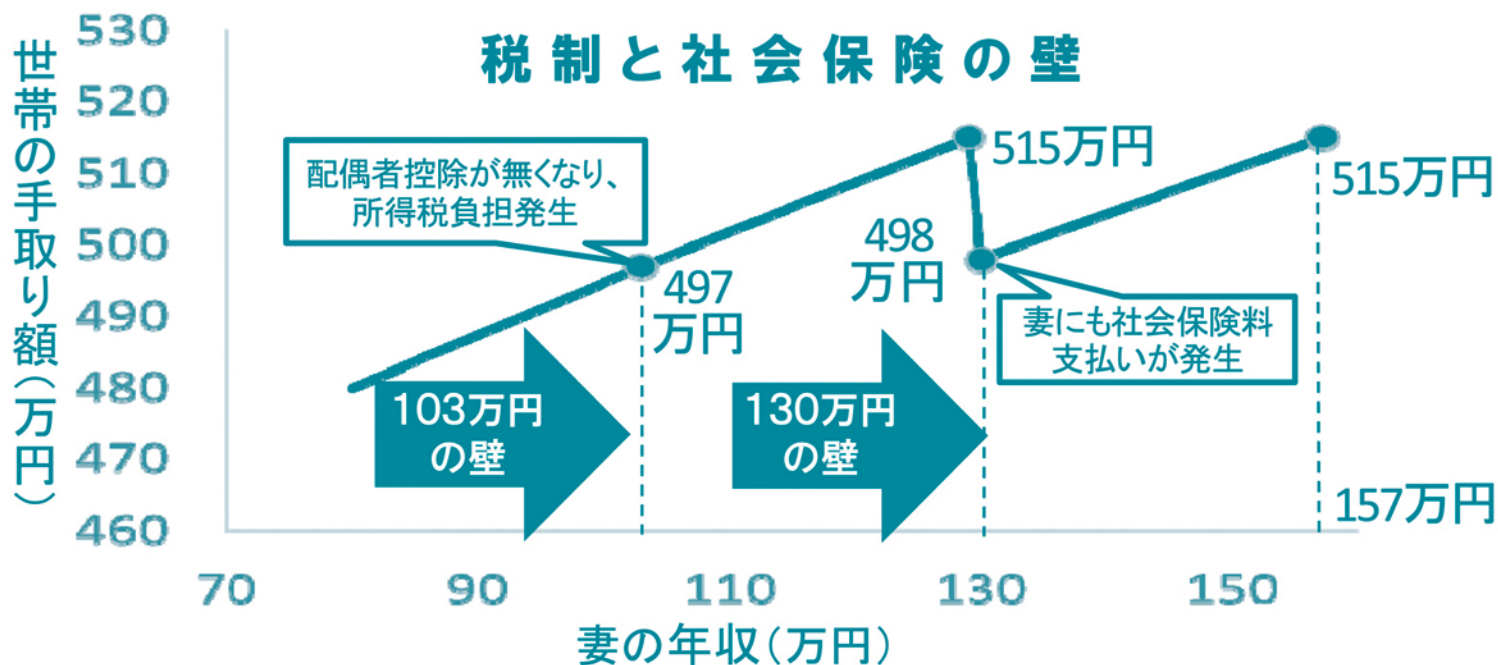 税制と社会保険の壁
世帯の手取り額(万円)
530
520
510
500
490
480
470
460
配偶者控除が無くなり、
所得税負担発生
497
万円
515万円
498
万円
515万円
妻にも社会保険料
支払いが発生
103万円
の壁
130万円
の壁
157万円
70
90
110
130
150
妻の年収(万円)